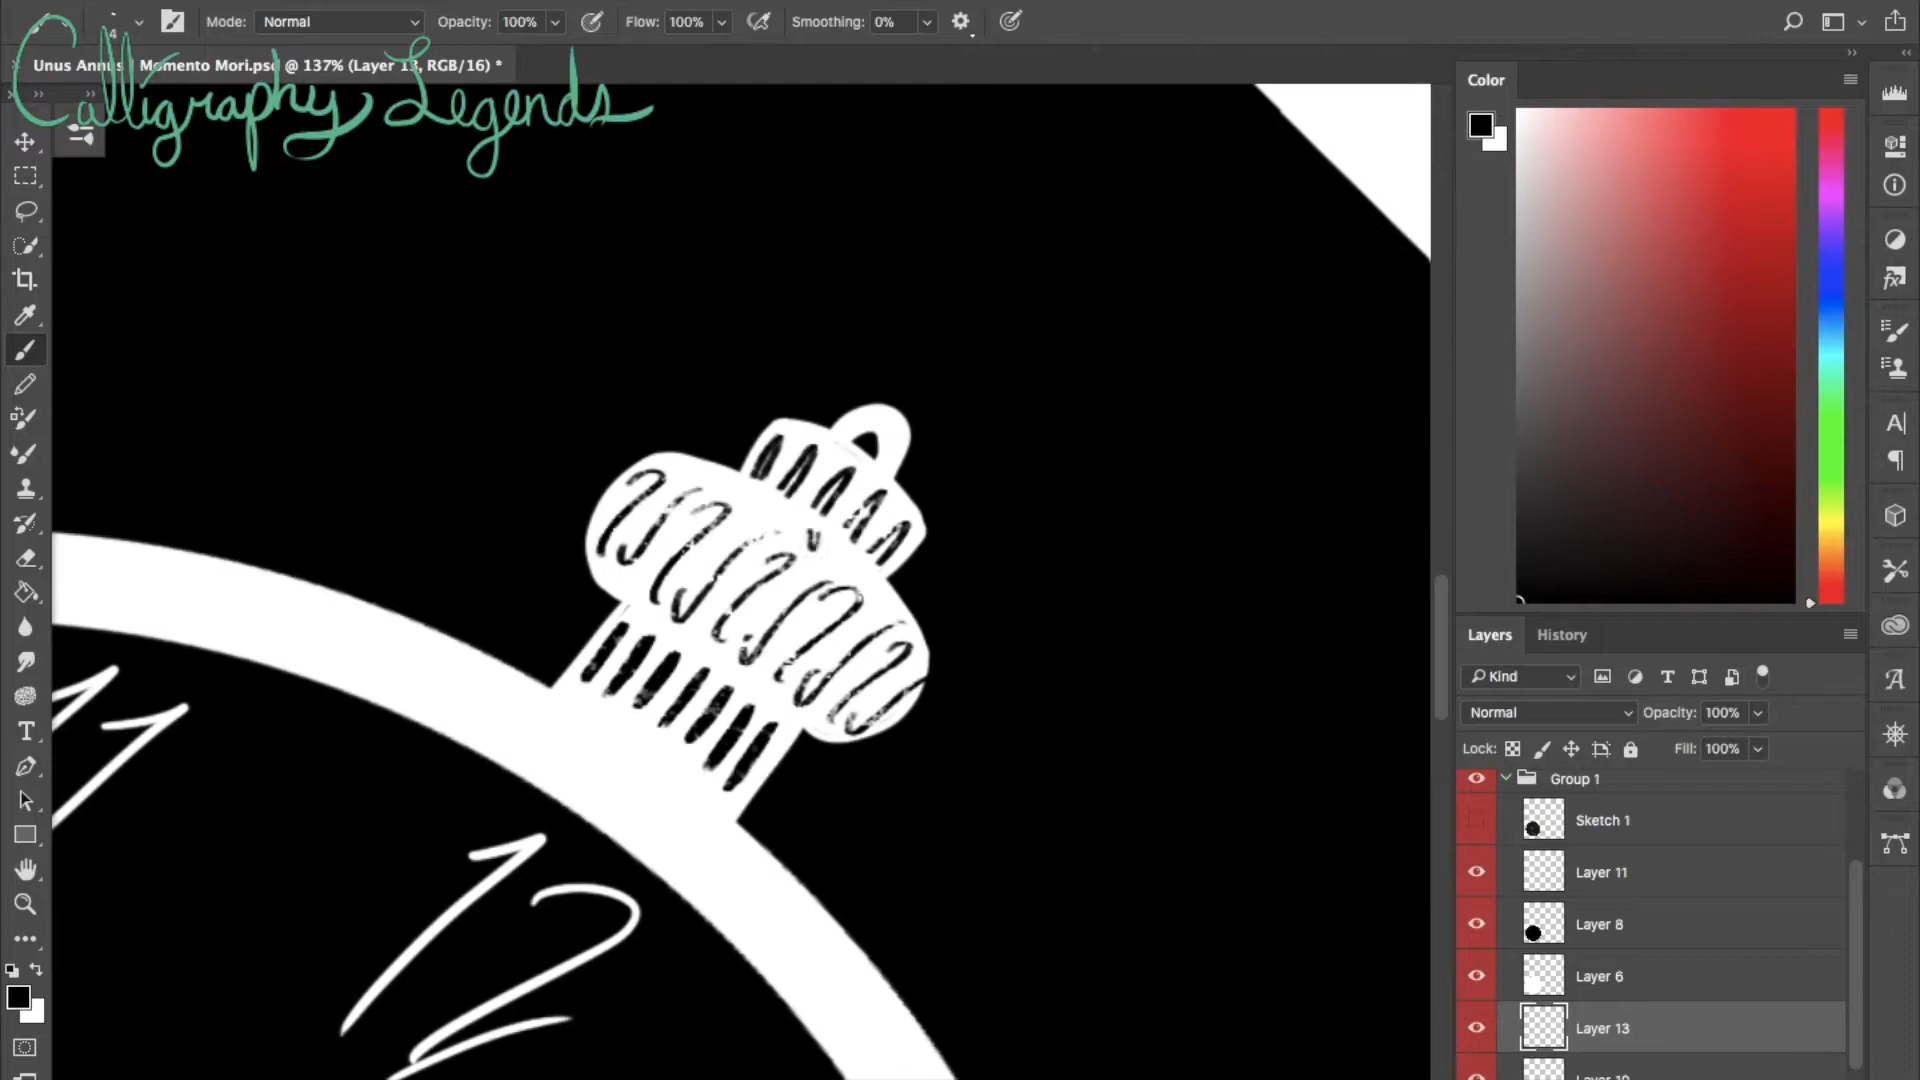 Mode: Normal Opacity: 100% Flow: 100% Smoothing: 0%
Calligraphy Legends
Unus Annus | Momento Mori.psd @ 137% (Layer 13, RGB/16) *
Color
11
12
Layers History
Kind
Normal Opacity: 100%
Lock: Fill: 100%
Group 1
Sketch 1
Layer 11
Layer 8
Layer 6
Layer 13